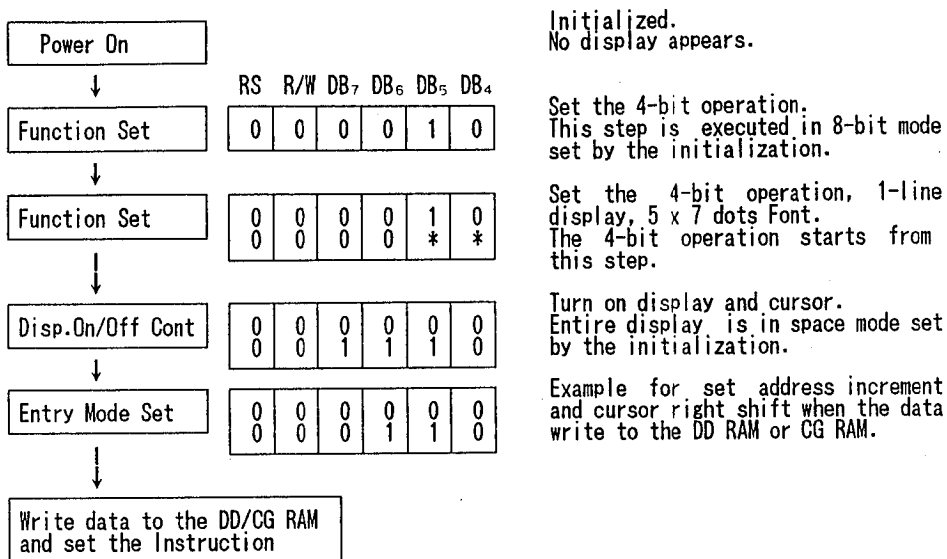 Power On
Initialized.
No display appears.
RS R/W DB7 DB6 DB5 DB4
Function Set
0 0 0 0 1 0
Set the 4-bit operation.
This step is executed in 8-bit mode
set by the initialization.
Function Set
0 0 0 0 1 0
0 0 0 0 * *
Set the 4-bit operation, 1-line
display, 5 x 7 dots Font.
The 4-bit operation starts from
this step.
Disp.On/Off Cont
0 0 0 0 0 0
0 0 1 1 1 0
Turn on display and cursor.
Entire display is in space mode set
by the initialization.
Entry Mode Set
0 0 0 0 0 0
0 0 0 1 1 0
Example for set address increment
and cursor right shift when the data
write to the DD RAM or CG RAM.
Write data to the DD/CG RAM
and set the Instruction